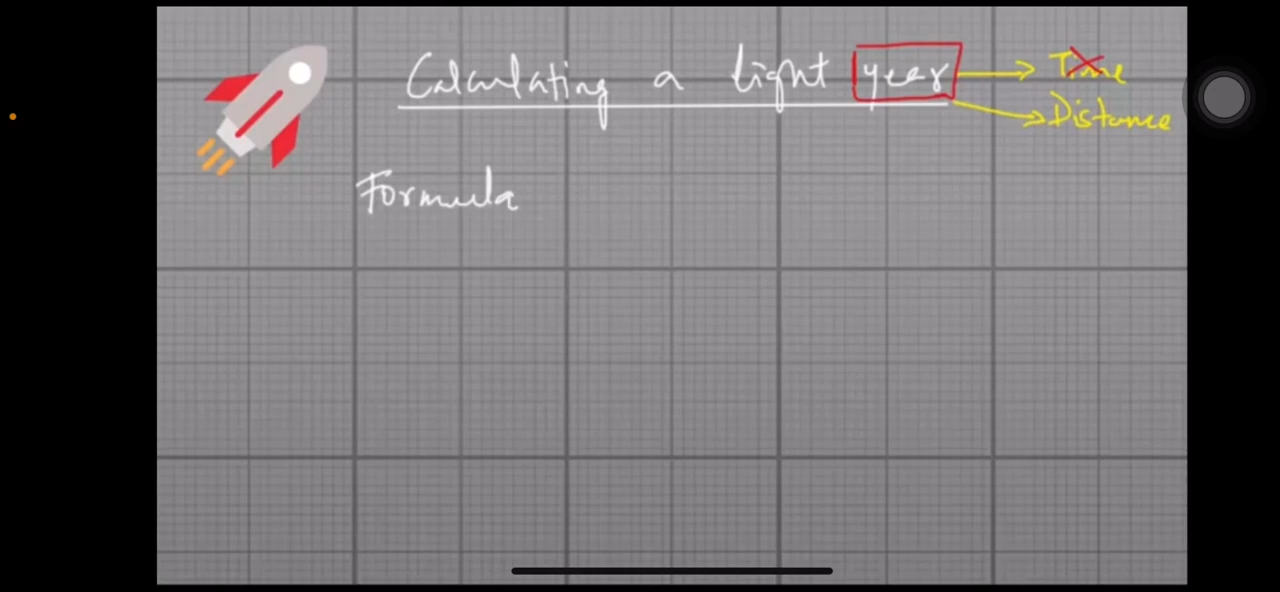 Calculating a light year → Time
→ Distance
Formula